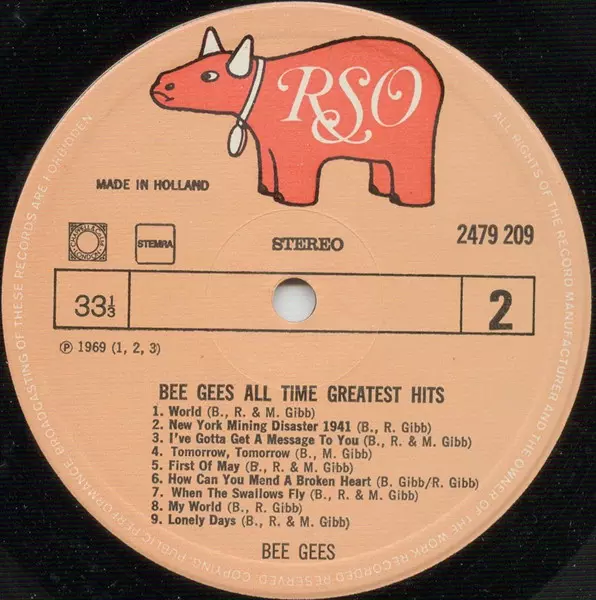 RSO
MADE IN HOLLAND
STEMRA
STEREO
2479 209
33⅓
2
℗ 1969 (1, 2, 3)
BEE GEES ALL TIME GREATEST HITS
1. World (B., R. & M. Gibb)
2. New York Mining Disaster 1941 (B., R. Gibb)
3. I've Gotta Get A Message To You (B., R. & M. Gibb)
4. Tomorrow, Tomorrow (B., M. Gibb)
5. First Of May (B., R. & M. Gibb)
6. How Can You Mend A Broken Heart (B. Gibb/R. Gibb)
7. When The Swallows Fly (B., R. & M. Gibb)
8. My World (B., R. Gibb)
9. Lonely Days (B., R. & M. Gibb)
BEE GEES
ALL RIGHTS OF THE RECORD MANUFACTURER AND THE OWNER OF THE WORK RECORDED RESERVED. COPYING-PUBLIC PERFORMANCE-BROADCASTING OF THESE RECORDS ARE FORBIDDEN